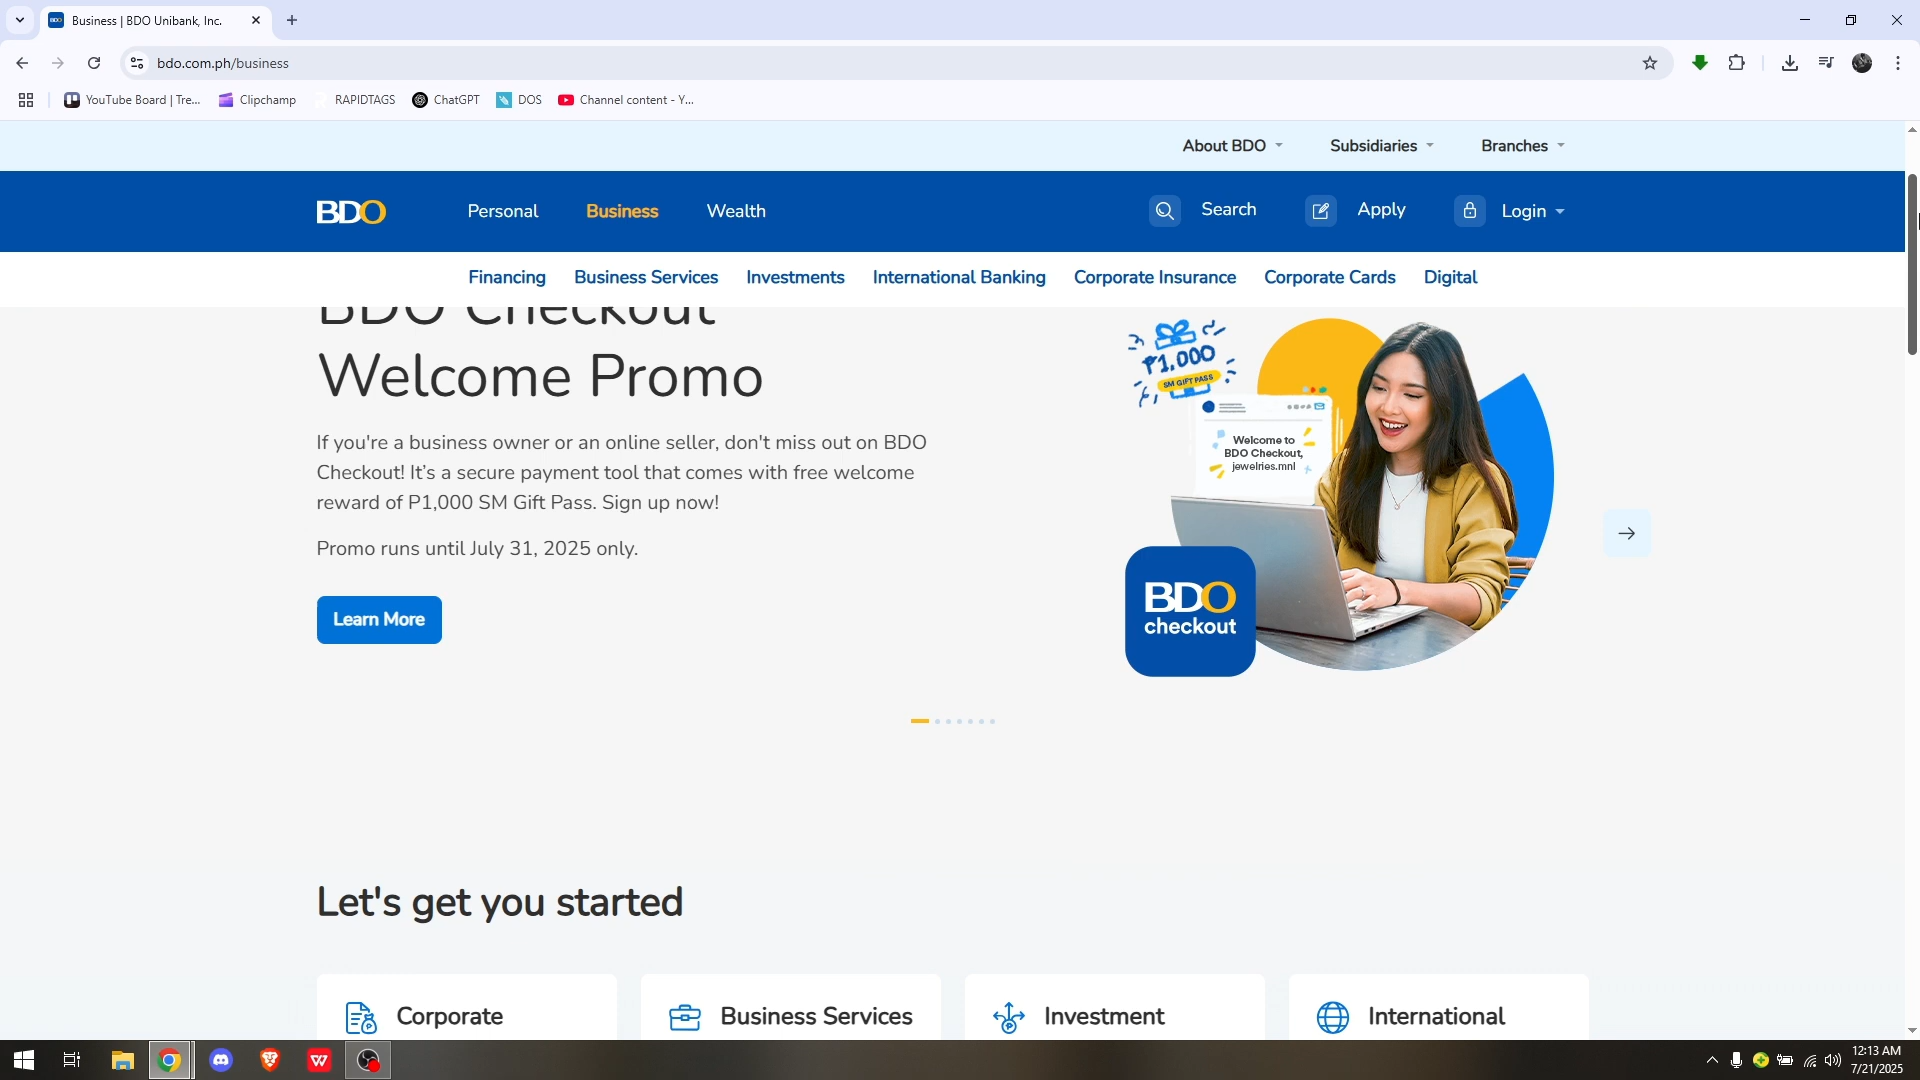 Business | BDO Unibank, Inc.
bdo.com.ph/business
YouTube Board | Tre...
Clipchamp
RAPIDTAGS
ChatGPT
DOS
Channel content - Y...
About BDO
Subsidiaries
Branches
BDO
Personal
Business
Wealth
Search
Apply
Login
Financing
Business Services
Investments
International Banking
Corporate Insurance
Corporate Cards
Digital
BDO Checkout
Welcome Promo
If you're a business owner or an online seller, don't miss out on BDO
Checkout! It's a secure payment tool that comes with free welcome
reward of P1,000 SM Gift Pass. Sign up now!
Promo runs until July 31, 2025 only.
Learn More
₱1,000
SM GIFT PASS
Welcome to
BDO Checkout,
jewelries.mnl
BDO
checkout
Let's get you started
Corporate
Business Services
Investment
International
12:13 AM
7/21/2025